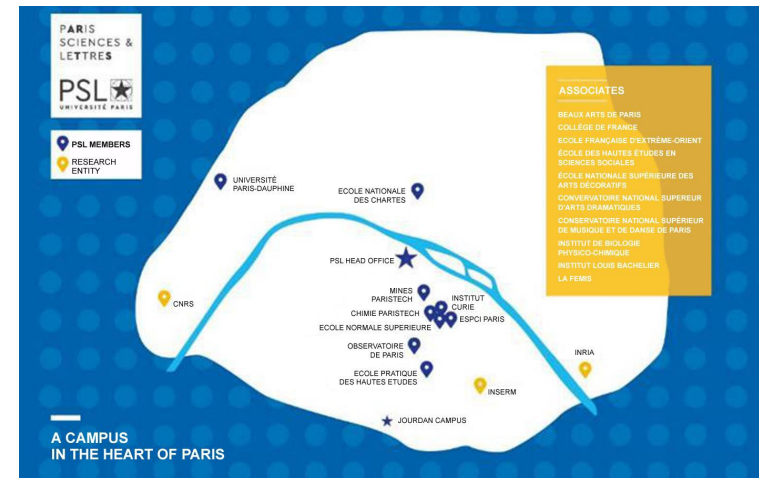 PARIS
SCIENCES &
LETTRES
PSL
UNIVERSITÉ PARIS
PSL MEMBERS
RESEARCH
ENTITY
ASSOCIATES
BEAUX ARTS DE PARIS
COLLÈGE DE FRANCE
ECOLE FRANÇAISE D'EXTRÊME-ORIENT
ÉCOLE DES HAUTES ÉTUDES EN
SCIENCES SOCIALES
ÉCOLE NATIONALE SUPÉRIEURE DES
ARTS DÉCORATIFS
CONVERVATOIRE NATIONAL SUPEREUR
D'ARTS DRAMATIQUES
CONSERVATOIRE NATIONAL SUPÉRIEUR
DE MUSIQUE ET DE DANSE DE PARIS
INSTITUT DE BIOLOGIE
PHYSICO-CHIMIQUE
INSTITUT LOUIS BACHELIER
LA FEMIS
UNIVERSITÉ
PARIS-DAUPHINE
ECOLE NATIONALE
DES CHARTES
PSL HEAD OFFICE
MINES
PARISTECH
INSTITUT
CURIE
CHIMIE PARISTECH
ESPCI PARIS
ECOLE NORMALE SUPERIEURE
CNRS
OBSERVATOIRE
DE PARIS
ECOLE PRATIQUE
DES HAUTES ETUDES
INRIA
INSERM
JOURDAN CAMPUS
A CAMPUS
IN THE HEART OF PARIS